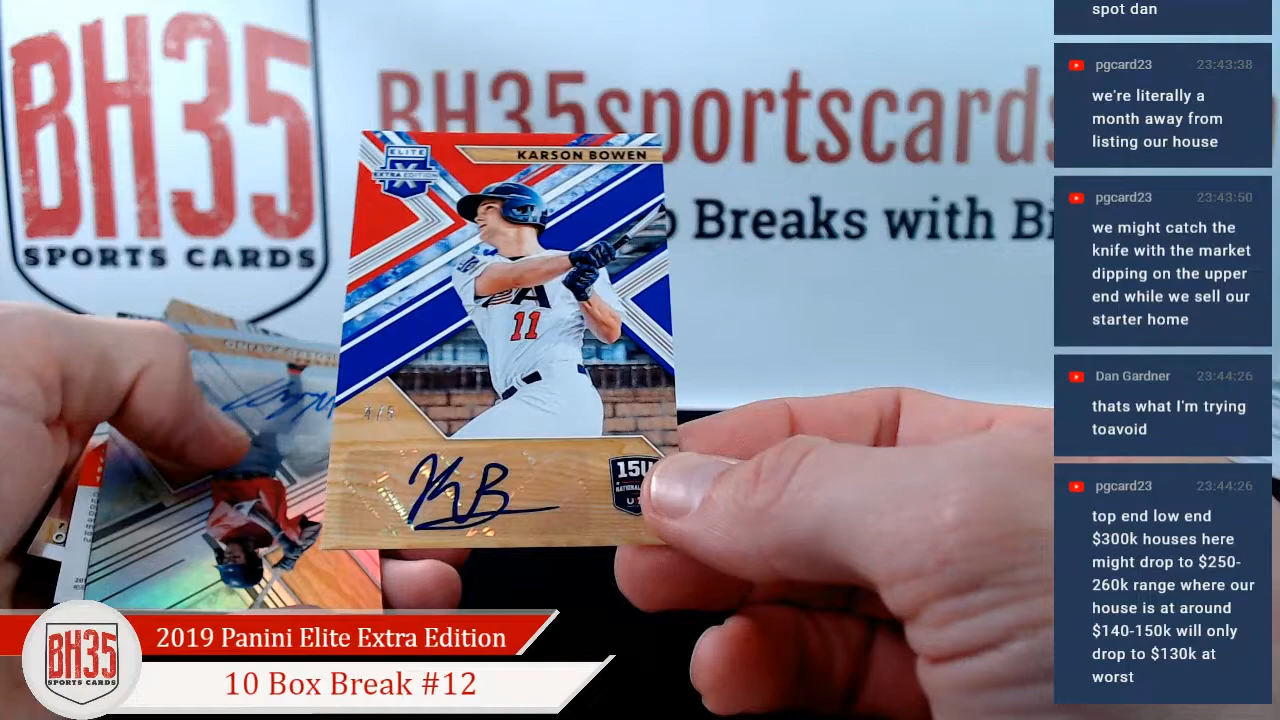 BH35
SPORTS CARDS
BH35sportscards
Breaks with
ELITE
EXTRA EDITION
KARSON BOWEN
11
15U
KB
2019 Panini Elite Extra Edition
10 Box Break #12
BH35
SPORTS CARDS
spot dan
pgcard23 23:43:38
we're literally a
month away from
listing our house
pgcard23 23:43:50
we might catch the
knife with the market
dipping on the upper
end while we sell our
starter home
Dan Gardner 23:44:26
thats what I'm trying
toavoid
pgcard23 23:44:26
top end low end
$300k houses here
might drop to $250-
260k range where our
house is at around
$140-150k will only
drop to $130k at
worst